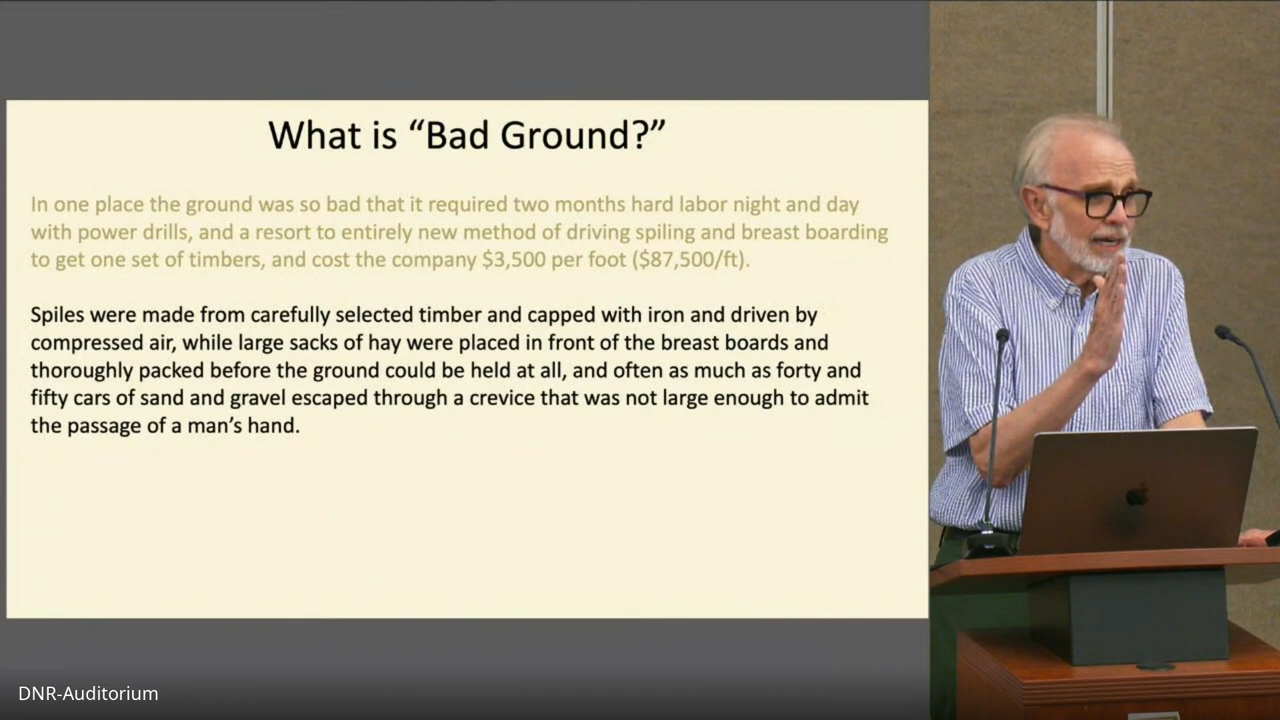 What is “Bad Ground?”
In one place the ground was so bad that it required two months hard labor night and day
with power drills, and a resort to entirely new method of driving spiling and breast boarding
to get one set of timbers, and cost the company $3,500 per foot ($87,500/ft).
Spiles were made from carefully selected timber and capped with iron and driven by
compressed air, while large sacks of hay were placed in front of the breast boards and
thoroughly packed before the ground could be held at all, and often as much as forty and
fifty cars of sand and gravel escaped through a crevice that was not large enough to admit
the passage of a man’s hand.
DNR-Auditorium